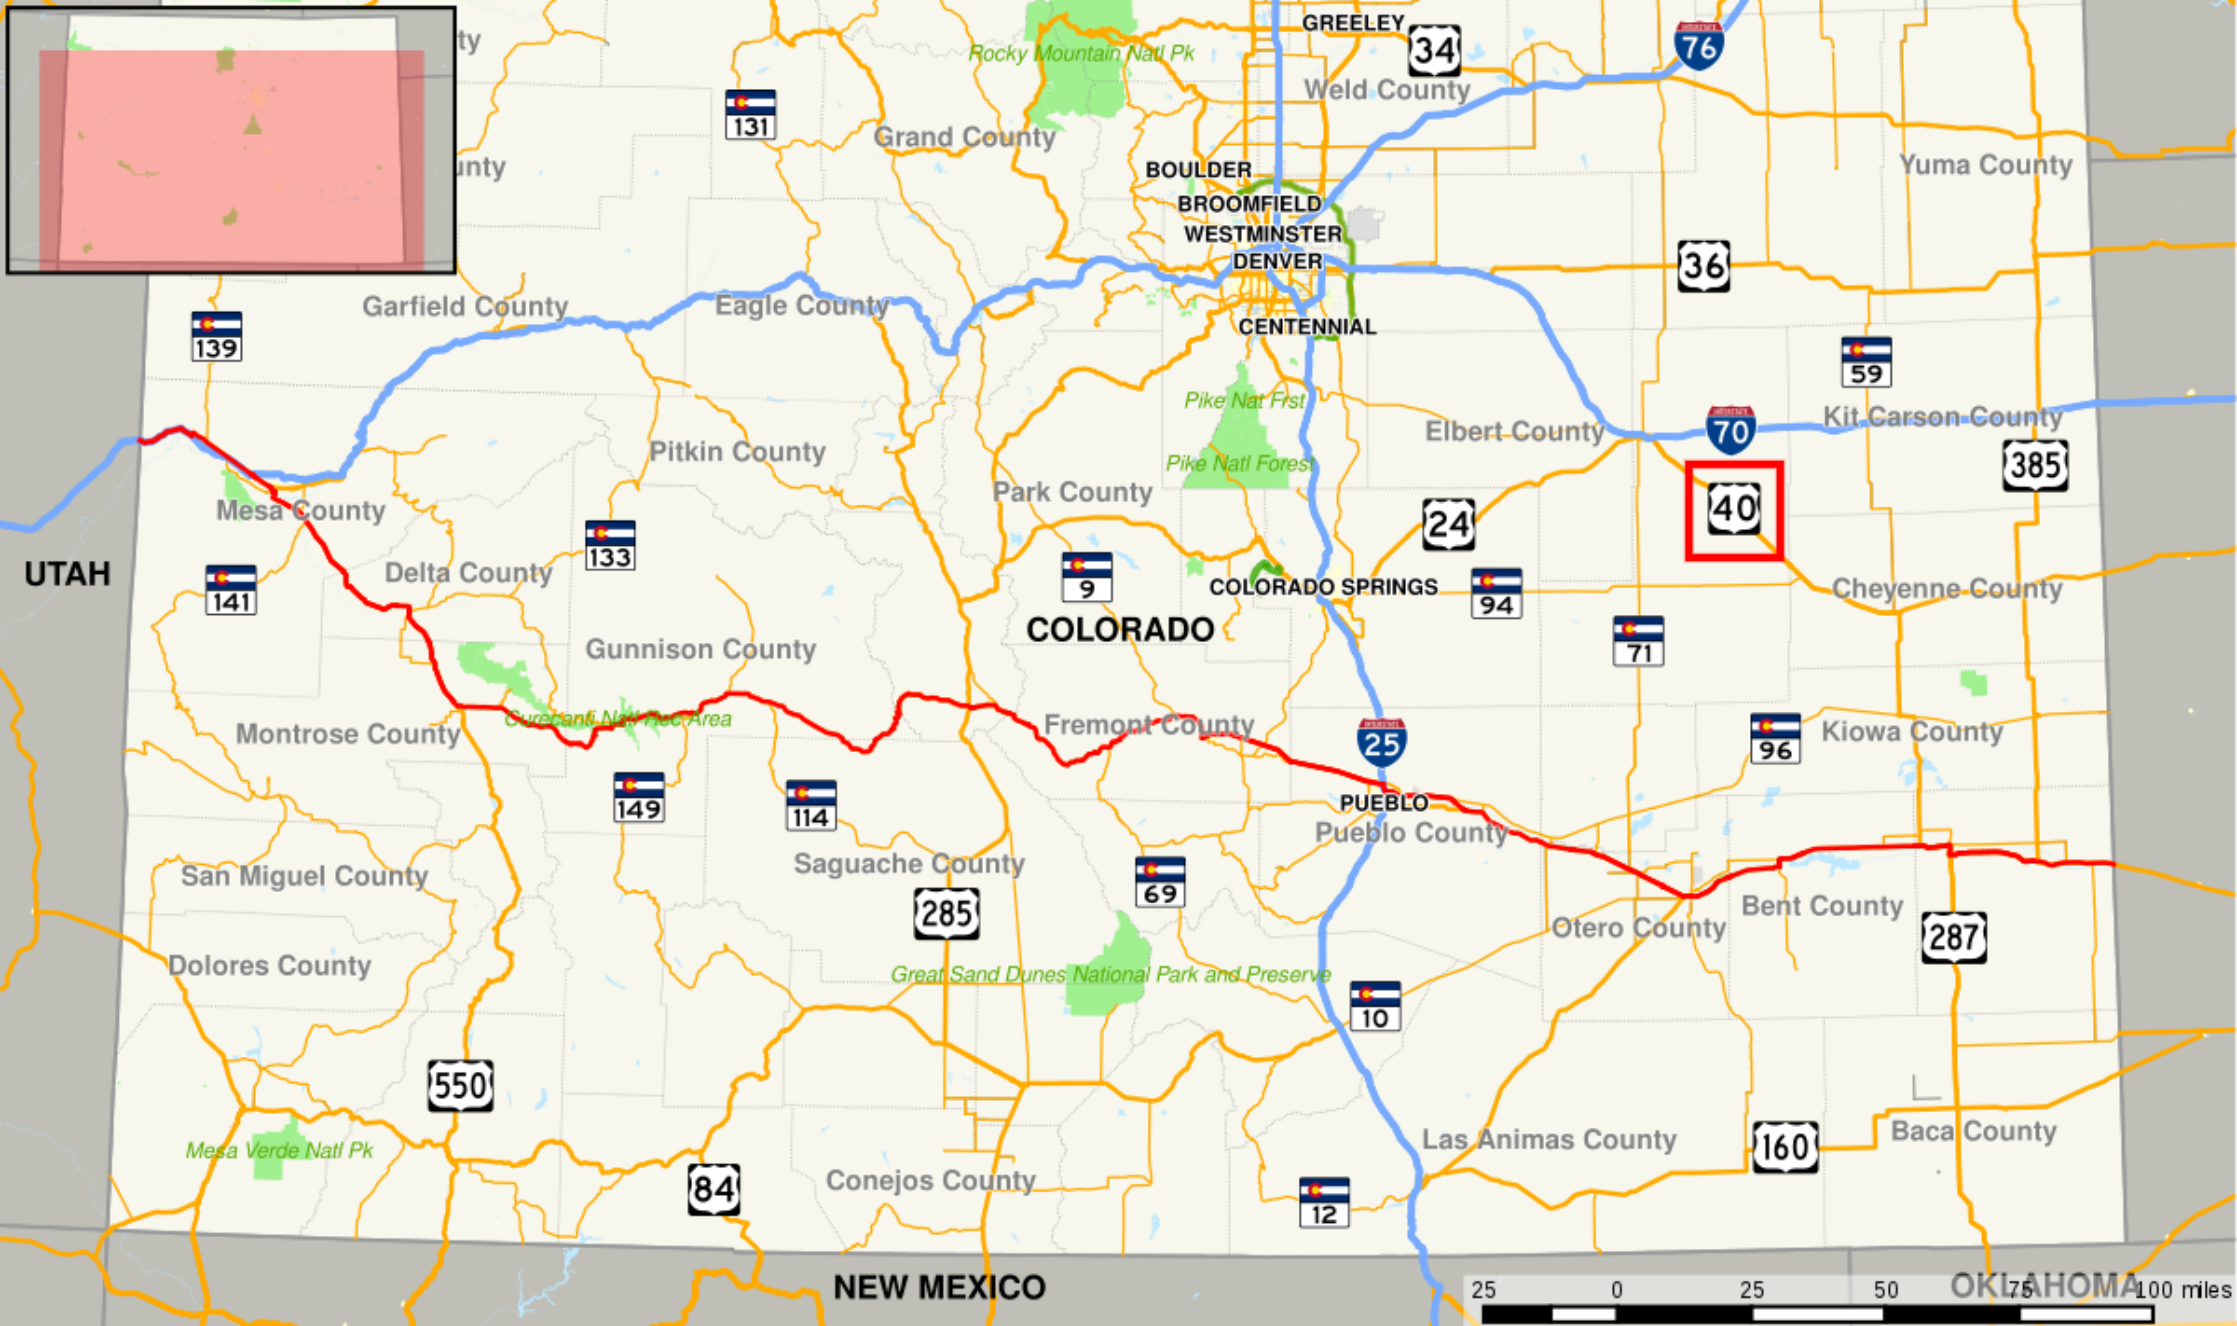 GREELEY
34
76
ty
Rocky Mountain Natl Pk
Weld County
131
Grand County
unty
BOULDER
Yuma County
BROOMFIELD
WESTMINSTER
DENVER
36
Garfield County
Eagle County
CENTENNIAL
139
59
Pike Nat Frst
Kit Carson County
70
Elbert County
Pitkin County
Pike Natl Forest
385
Park County
Mesa County
40
24
133
UTAH
Delta County
9
141
COLORADO SPRINGS
94
Cheyenne County
COLORADO
71
Gunnison County
Curecanti Natl Rec Area
Fremont County
Montrose County
25
96
Kiowa County
149
114
PUEBLO
Pueblo County
Saguache County
San Miguel County
69
285
Bent County
Otero County
287
Dolores County
Great Sand Dunes National Park and Preserve
10
550
Mesa Verde Natl Pk
Las Animas County
160
Baca County
Conejos County
84
12
NEW MEXICO
OKLAHOMA
25 0 25 50 75 100 miles